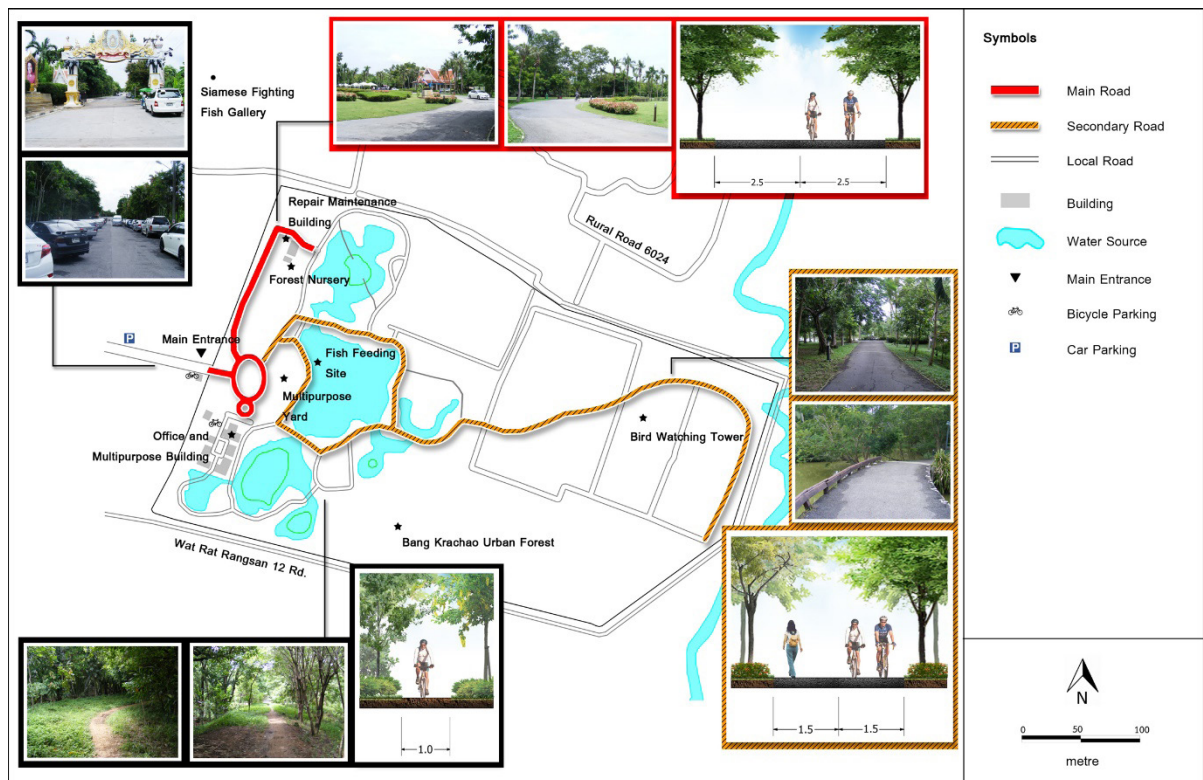 Siamese Fighting
Fish Gallery
Repair Maintenance
Building
Forest Nursery
Rural Road 6024
P
Main Entrance
Fish Feeding
Site
Multipurpose
Yard
Office and
Multipurpose Building
Bird Watching Tower
Bang Krachao Urban Forest
Wat Rat Rangsan 12 Rd.
2.5
2.5
1.5
1.5
1.0
Symbols
Main Road
Secondary Road
Local Road
Building
Water Source
Main Entrance
Bicycle Parking
P
Car Parking
N
0
50
100
metre